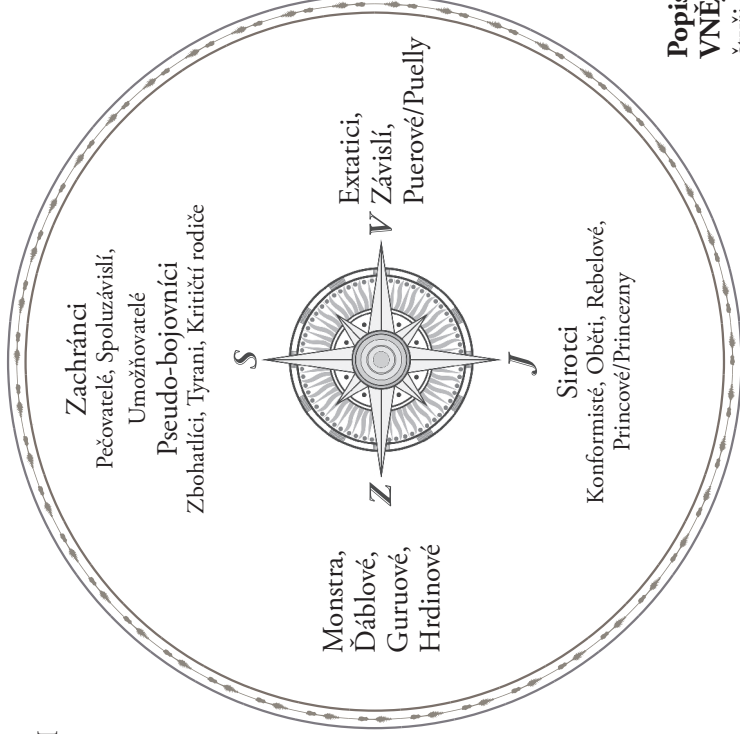 Zachránci
Pečovatelé, Spoluzávislí,
Umožňovatelé
Pseudo-bojovníci
Zbohatlíci, Tyrani, Kritičtí rodiče
S
Monstra,
Ďáblové,
Guruové,
Hrdinové
Z
V
Extatici,
Závislí,
Puerové/Puelly
J
Sirotci
Konformisté, Oběti, Rebelové,
Princové/Princezny
Popis
VNĚ